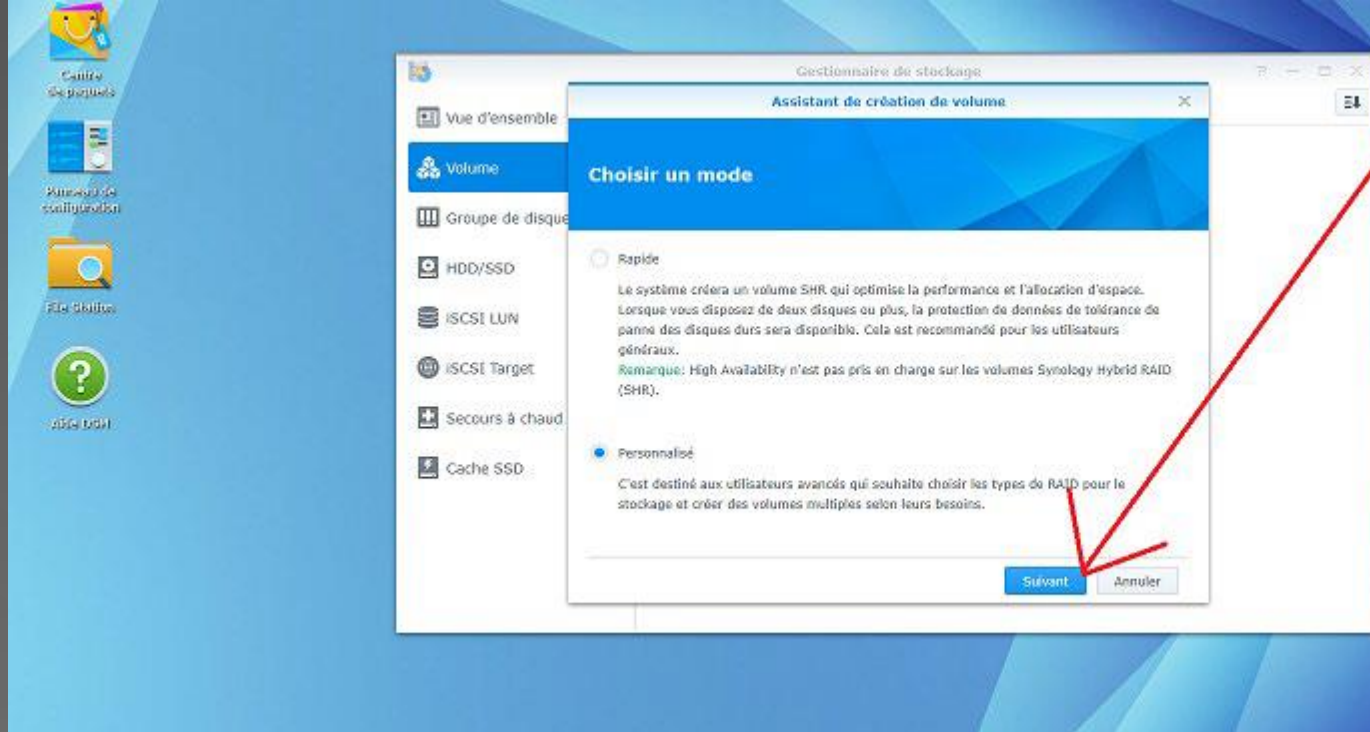 Centre
de paquets
Panneau de
configuration
File Station
Aide DSM
Gestionnaire de stockage
Vue d'ensemble
Volume
Groupe de disque
HDD/SSD
iSCSI LUN
iSCSI Target
Secours à chaud
Cache SSD
Assistant de création de volume
Choisir un mode
Rapide
Le système créera un volume SHR qui optimise la performance et l'allocation d'espace.
Lorsque vous disposez de deux disques ou plus, la protection de données de tolérance de
panne des disques durs sera disponible. Cela est recommandé pour les utilisateurs
généraux.
Remarque: High Availability n'est pas pris en charge sur les volumes Synology Hybrid RAID
(SHR).
Personnalisé
C'est destiné aux utilisateurs avancés qui souhaite choisir les types de RAID pour le
stockage et créer des volumes multiples selon leurs besoins.
Suivant
Annuler